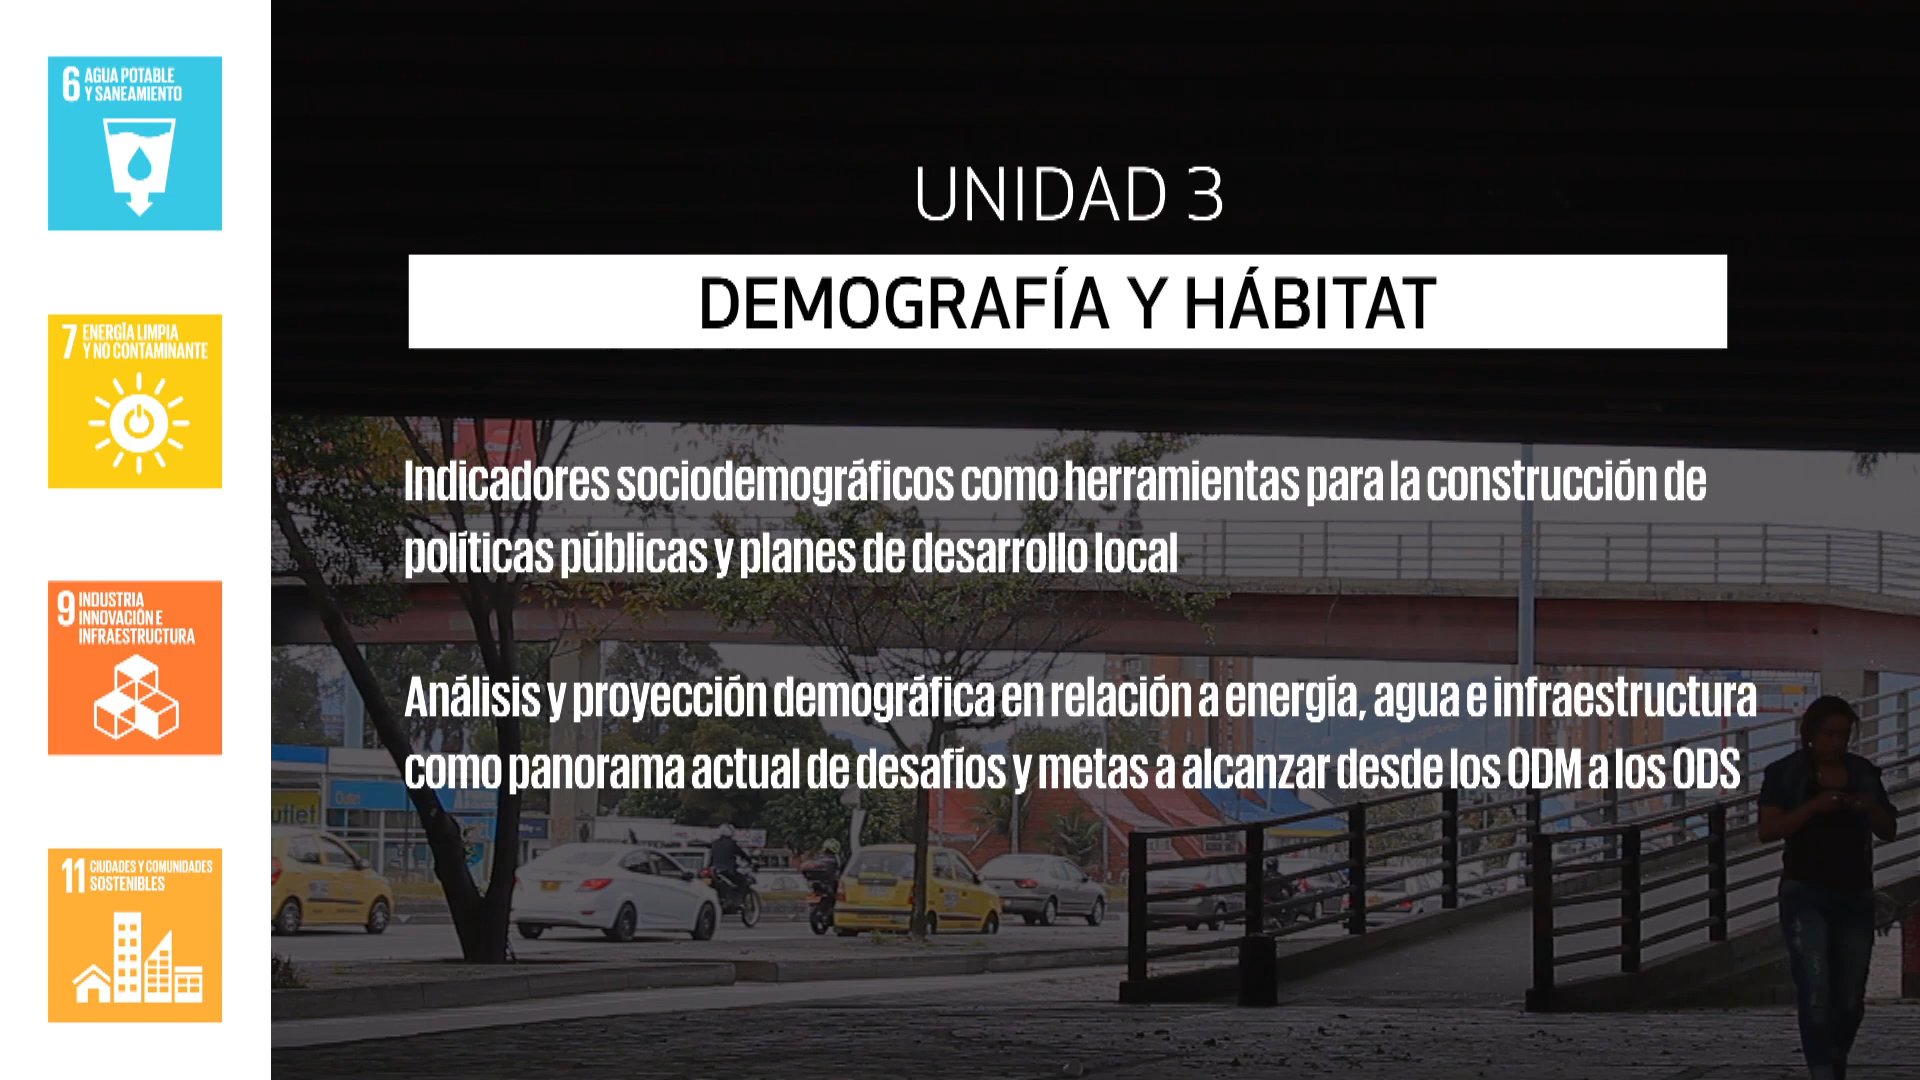 6 AGUA POTABLE
Y SANEAMIENTO
7 ENERGÍA LIMPIA
Y NO CONTAMINANTE
9 INDUSTRIA
INNOVACIÓN E
INFRAESTRUCTURA
11 CIUDADES Y COMUNIDADES
SOSTENIBLES
UNIDAD 3
DEMOGRAFÍA Y HÁBITAT
Indicadores sociodemográficos como herramientas para la construcción de
políticas públicas y planes de desarrollo local
Análisis y proyección demográfica en relación a energía, agua e infraestructura
como panorama actual de desafíos y metas a alcanzar desde los ODM a los ODS
utlet
Outlet